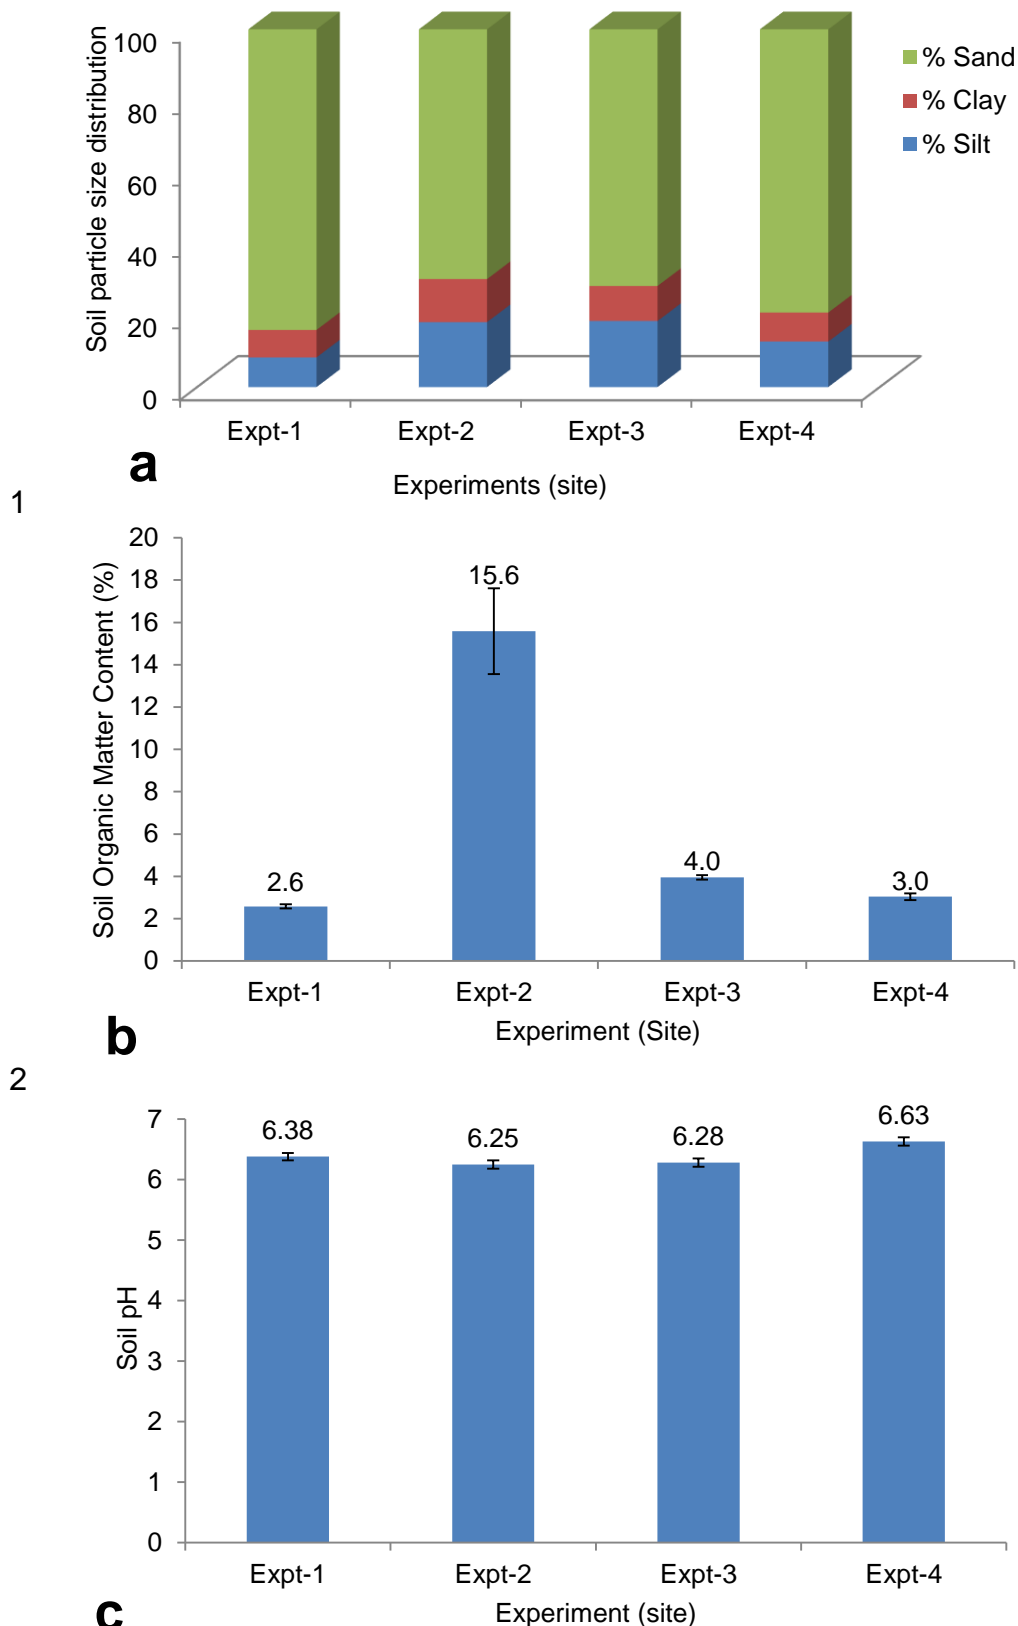 100
80
60
40
20
0
Soil particle size distribution
% Sand
% Clay
% Silt
Expt-1 Expt-2 Expt-3 Expt-4
a
Experiments (site)
1
20
18
16
14
12
10
8
6
4
2
0
Soil Organic Matter Content (%)
2.6
15.6
4.0
3.0
Expt-1 Expt-2 Expt-3 Expt-4
Experiment (Site)
b
2
7
6
5
4
3
2
1
0
Soil pH
6.38
6.25
6.28
6.63
Expt-1 Expt-2 Expt-3 Expt-4
Experiment (site)
c